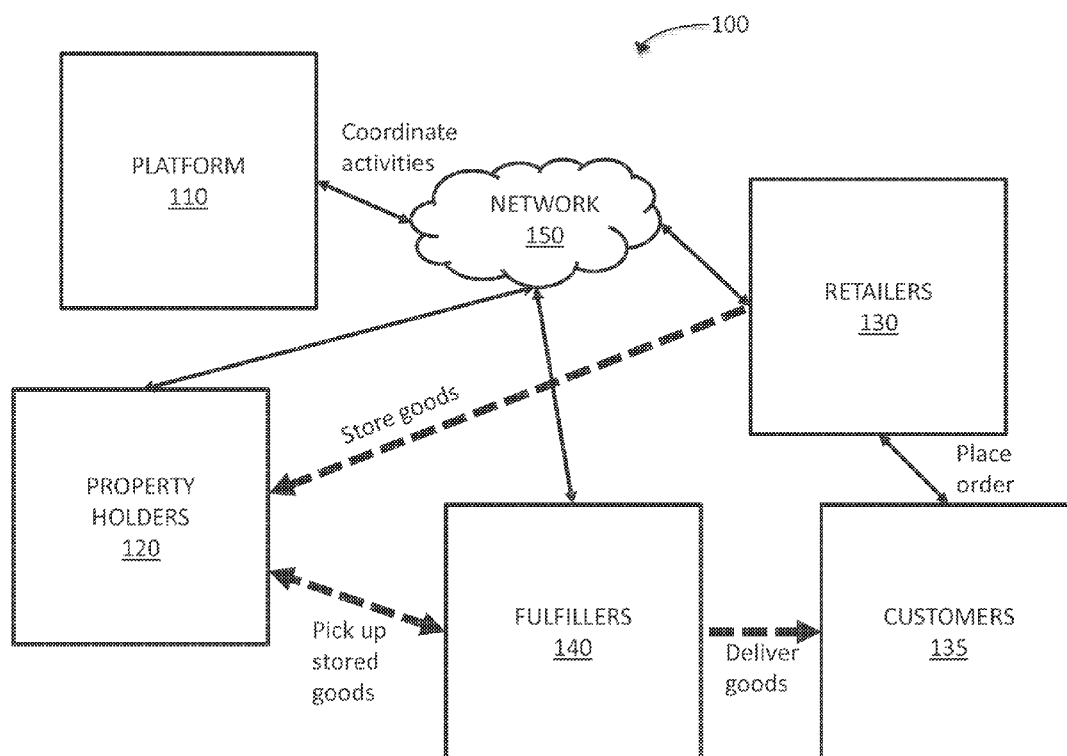 100
Coordinate
activities
PLATFORM
110
NETWORK
150
RETAILERS
130
Store goods
Place
order
PROPERTY
HOLDERS
120
Pick up
stored
goods
FULFILLERS
140
Deliver
goods
CUSTOMERS
135